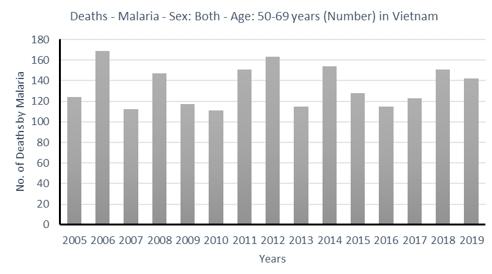 Deaths - Malaria - Sex: Both - Age: 50-69 years (Number) in Vietnam
No. of Deaths by Malaria
180
160
140
120
100
80
60
40
20
0
2005 2006 2007 2008 2009 2010 2011 2012 2013 2014 2015 2016 2017 2018 2019
Years